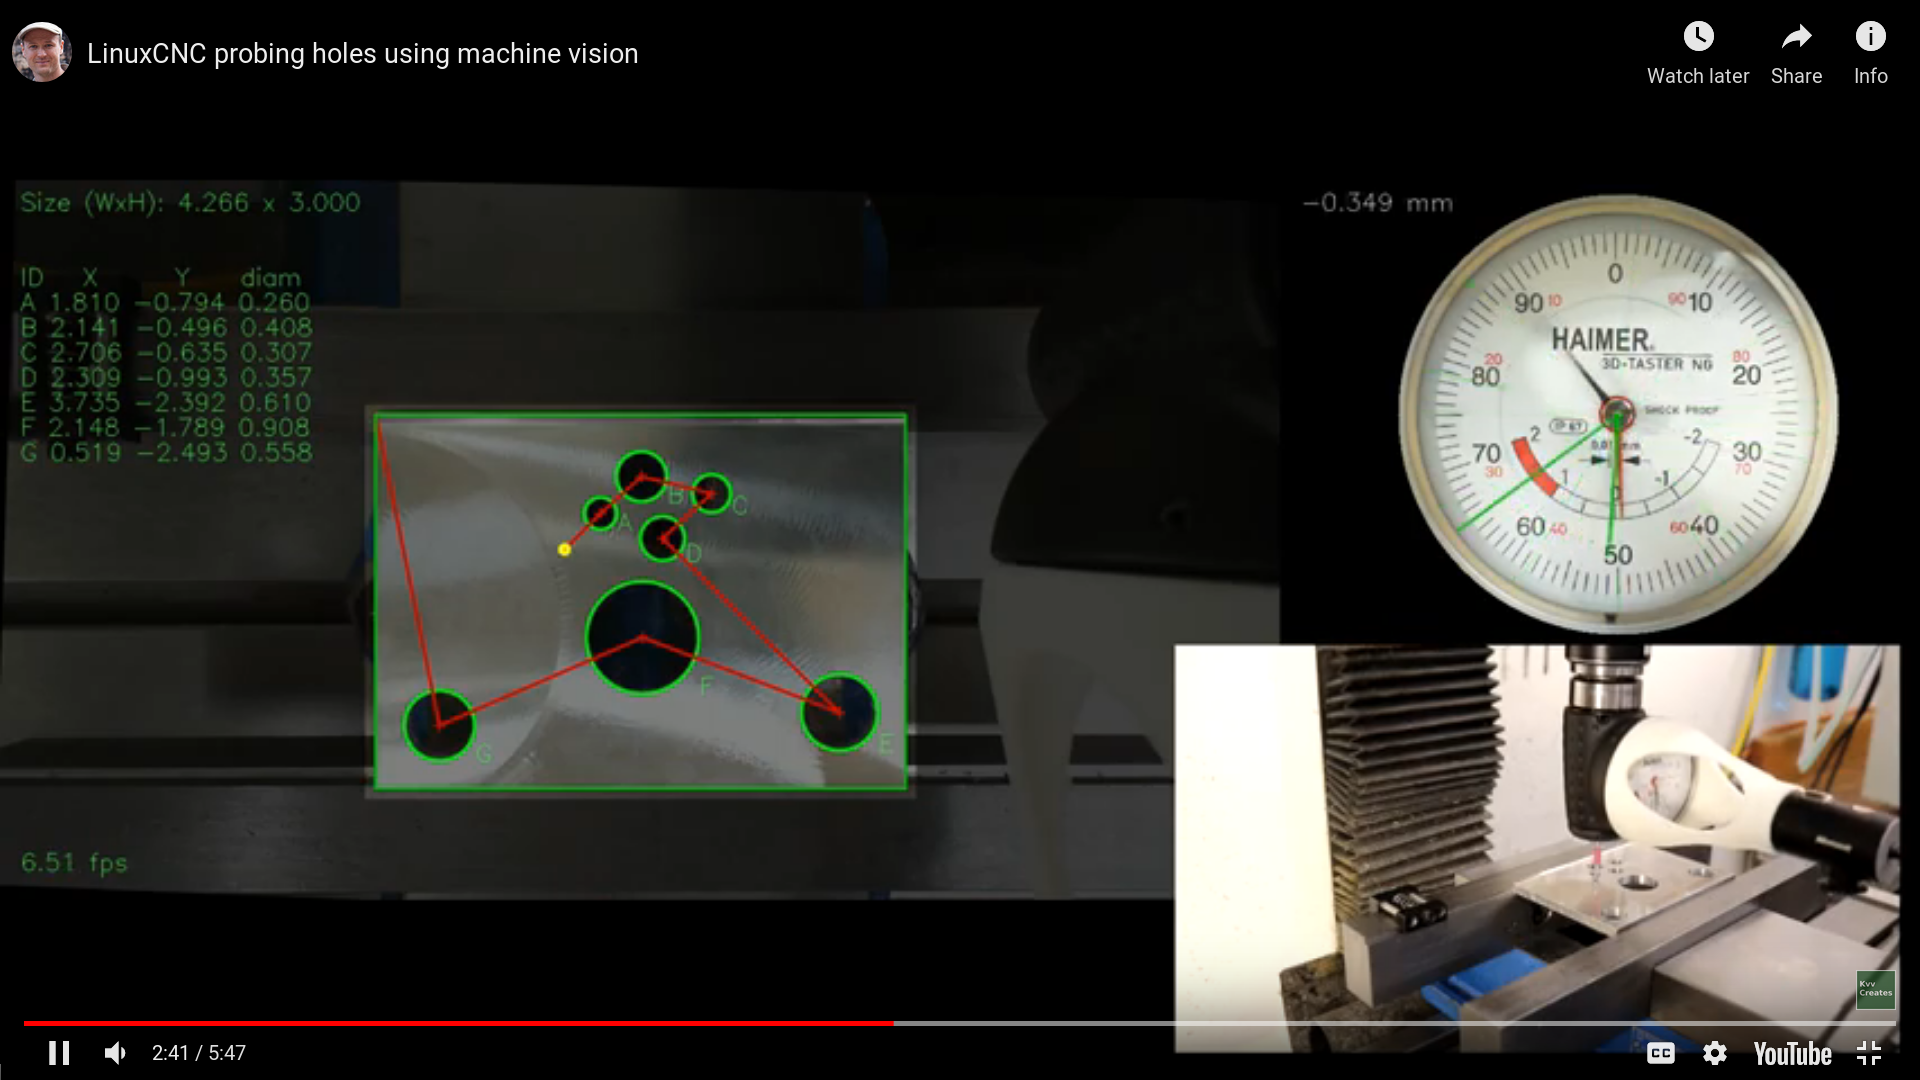 LinuxCNC probing holes using machine vision
Watch later
Share
Info
Size (WxH): 4.266 x 3.000
ID X Y diam
A 1.810 -0.794 0.260
B 2.141 -0.496 0.408
C 2.706 -0.635 0.307
D 2.309 -0.993 0.357
E 3.735 -2.392 0.610
F 2.148 -1.789 0.908
G 0.519 -2.493 0.558
B
C
A
D
F
E
G
6.51 fps
-0.349 mm
0
90 10
90 10
HAIMER
3D-TASTER NG
20
80
80
20
SHOCK PROOF
IP 67
2
-2
70
30
30
70
1
-1
0
60 40
60 40
50
Kvv
Creates
2:41 / 5:47
CC
YouTube